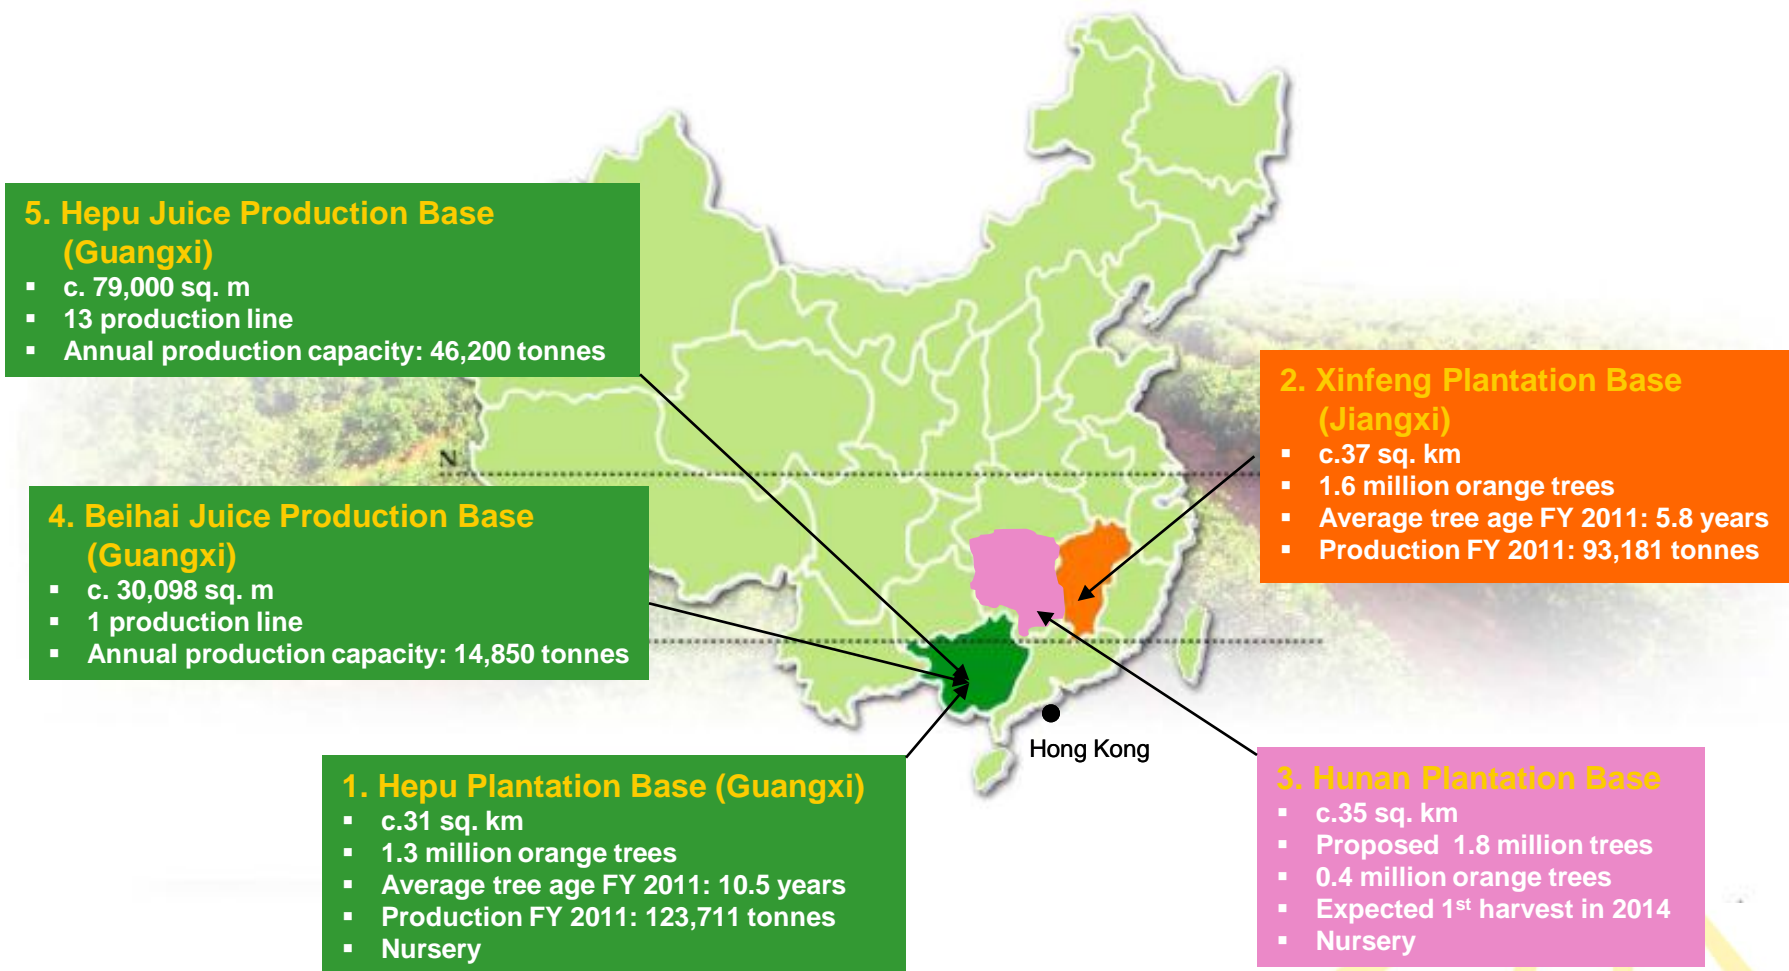 5. Hepu Juice Production Base
(Guangxi)
▪ c. 79,000 sq. m
▪ 13 production line
▪ Annual production capacity: 46,200 tonnes
2. Xinfeng Plantation Base
(Jiangxi)
▪ c.37 sq. km
▪ 1.6 million orange trees
▪ Average tree age FY 2011: 5.8 years
▪ Production FY 2011: 93,181 tonnes
N
4. Beihai Juice Production Base
(Guangxi)
▪ c. 30,098 sq. m
▪ 1 production line
▪ Annual production capacity: 14,850 tonnes
Hong Kong
1. Hepu Plantation Base (Guangxi)
▪ c.31 sq. km
▪ 1.3 million orange trees
▪ Average tree age FY 2011: 10.5 years
▪ Production FY 2011: 123,711 tonnes
▪ Nursery
3. Hunan Plantation Base
▪ c.35 sq. km
▪ Proposed 1.8 million trees
▪ 0.4 million orange trees
▪ Expected 1st harvest in 2014
▪ Nursery